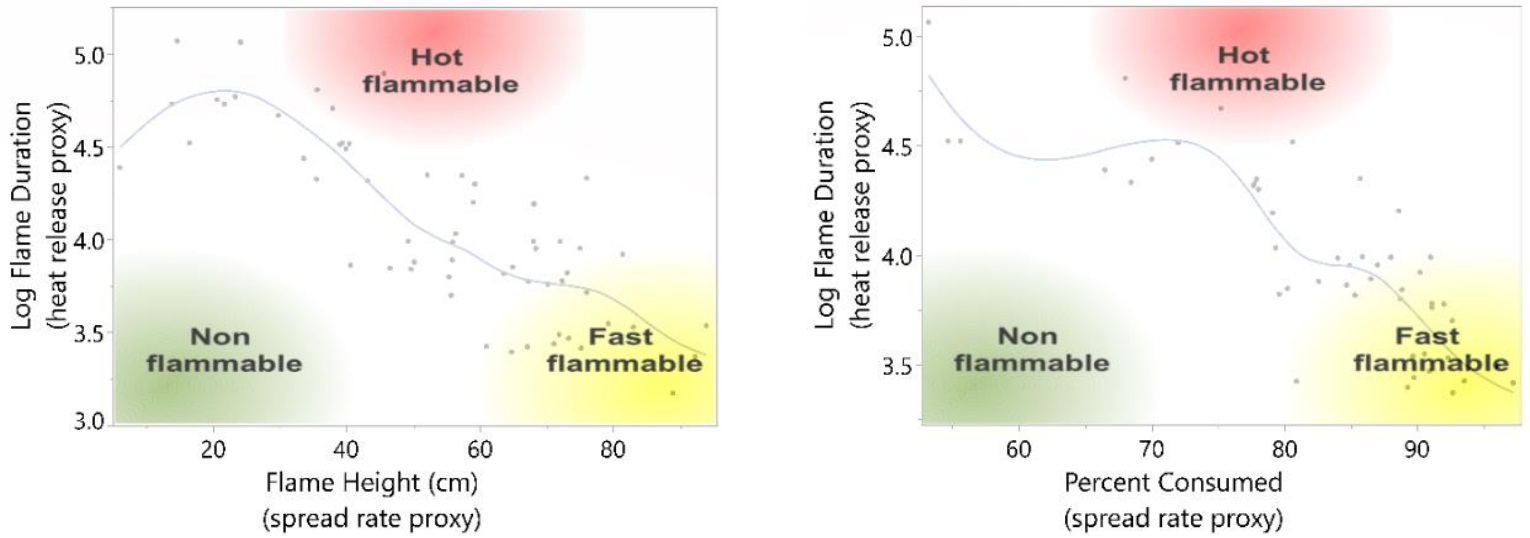 Log Flame Duration
(heat release proxy)
5.0
4.5
4.0
3.5
3.0
Hot
flammable
Non
flammable
Fast
flammable
20
40
60
80
Flame Height (cm)
(spread rate proxy)
Log Flame Duration
(heat release proxy)
5.0
4.5
4.0
3.5
Hot
flammable
Non
flammable
Fast
flammable
60
70
80
90
Percent Consumed
(spread rate proxy)